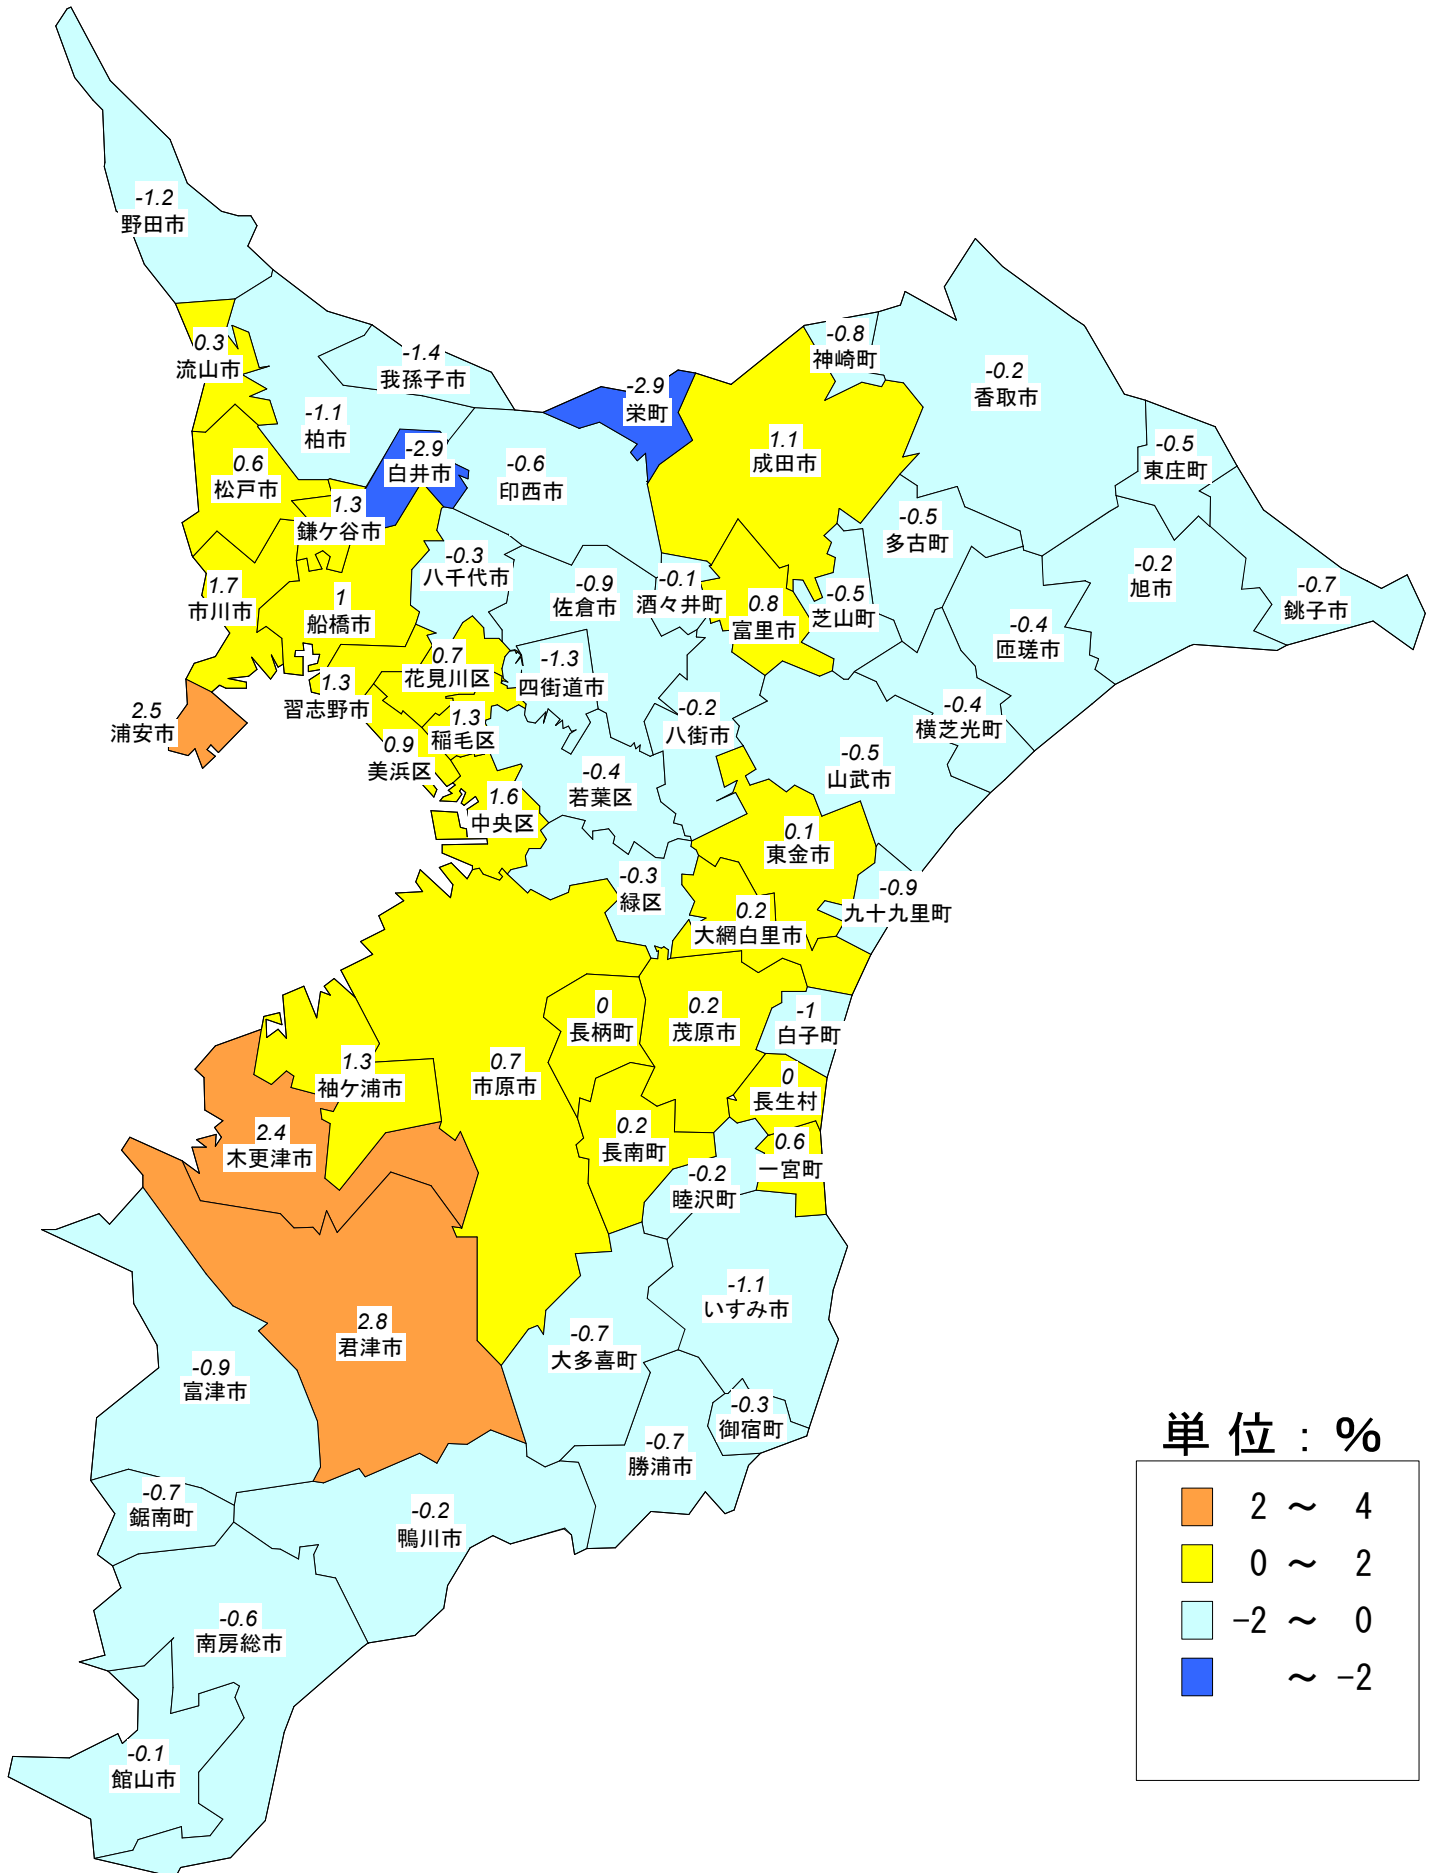 -1.2
野田市
0.3
流山市
-1.4
我孫子市
-1.1
柏市
-2.9
栄町
-0.8
神崎町
-0.2
香取市
-2.9
白井市
0.6
松戸市
-0.6
印西市
1.1
成田市
-0.5
東庄町
1.3
鎌ケ谷市
-0.5
多古町
-0.3
八千代市
-0.9
佐倉市
-0.1
酒々井町
-0.2
旭市
-0.7
銚子市
1.7
市川市
1
船橋市
0.8
富里市
-0.5
芝山町
-0.4
匝瑳市
0.7
花見川区
-1.3
四街道市
1.3
習志野市
2.5
浦安市
1.3
稲毛区
-0.2
八街市
-0.4
横芝光町
0.9
美浜区
-0.4
若葉区
-0.5
山武市
1.6
中央区
0.1
東金市
-0.3
緑区
-0.9
九十九里町
0.2
大網白里市
0
長柄町
0.2
茂原市
-1
白子町
1.3
袖ケ浦市
0.7
市原市
0
長生村
2.4
木更津市
0.2
長南町
0.6
一宮町
-0.2
睦沢町
-1.1
いすみ市
2.8
君津市
-0.7
大多喜町
-0.9
富津市
-0.3
御宿町
-0.7
勝浦市
-0.7
鋸南町
-0.2
鴨川市
-0.6
南房総市
-0.1
館山市
単位：%
2 ～ 4
0 ～ 2
-2 ～ 0
～ -2